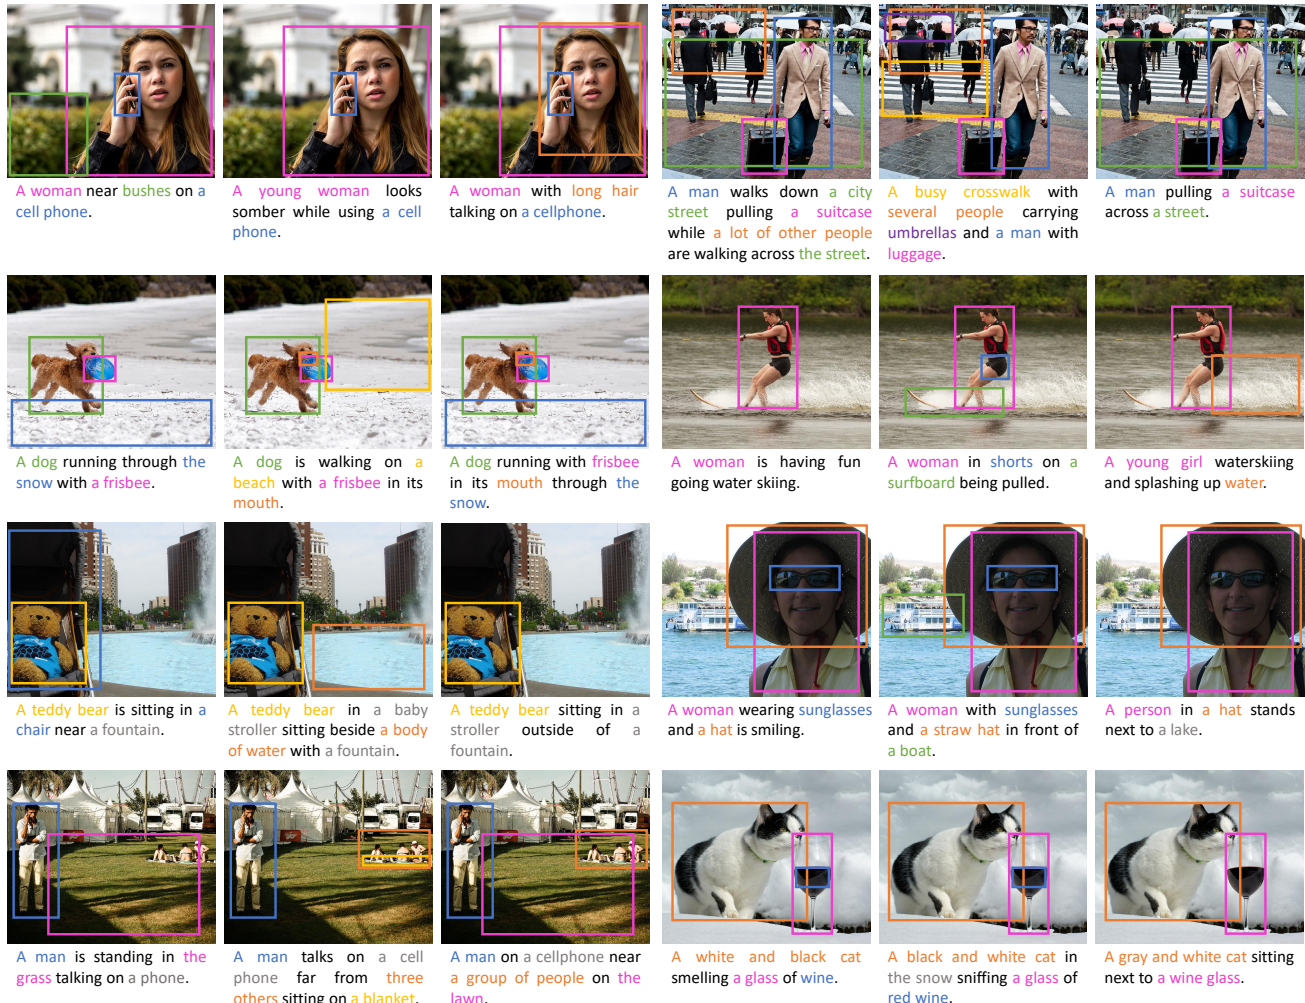 A woman near bushes on a
cell phone.
A young woman looks
somber while using a cell
phone.
A woman with long hair
talking on a cellphone.
A man walks down a city
street pulling a suitcase
while a lot of other people
are walking across the street.
A busy crosswalk with
several people carrying
umbrellas and a man with
luggage.
A man pulling a suitcase
across a street.
A dog running through the
snow with a frisbee.
A dog is walking on a
beach with a frisbee in its
mouth.
A dog running with frisbee
in its mouth through the
snow.
A woman is having fun
going water skiing.
A woman in shorts on a
surfboard being pulled.
A young girl waterskiing
and splashing up water.
A teddy bear is sitting in a
chair near a fountain.
A teddy bear in a baby
stroller sitting beside a body
of water with a fountain.
A teddy bear sitting in a
stroller outside of a
fountain.
A woman wearing sunglasses
and a hat is smiling.
A woman with sunglasses
and a straw hat in front of
a boat.
A person in a hat stands
next to a lake.
A man is standing in the
grass talking on a phone.
A man talks on a cell
phone far from three
others sitting on a blanket.
A man on a cellphone near
a group of people on the
lawn.
A white and black cat
smelling a glass of wine.
A black and white cat in
the snow sniffing a glass of
red wine.
A gray and white cat sitting
next to a wine glass.